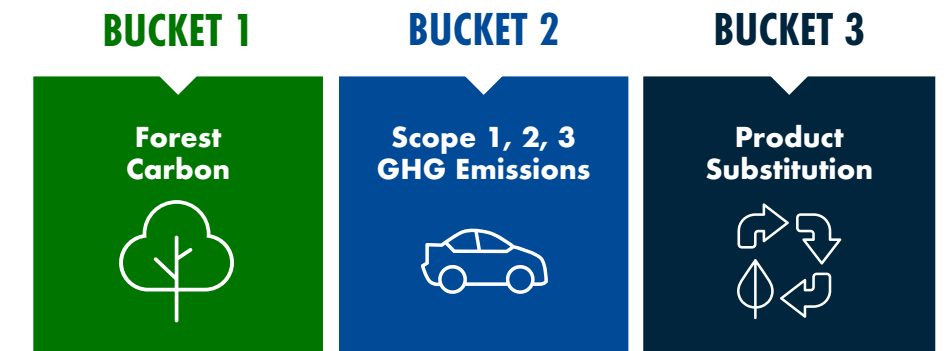 BUCKET 1
BUCKET 2
BUCKET 3
Forest
Carbon
Scope 1, 2, 3
GHG Emissions
Product
Substitution